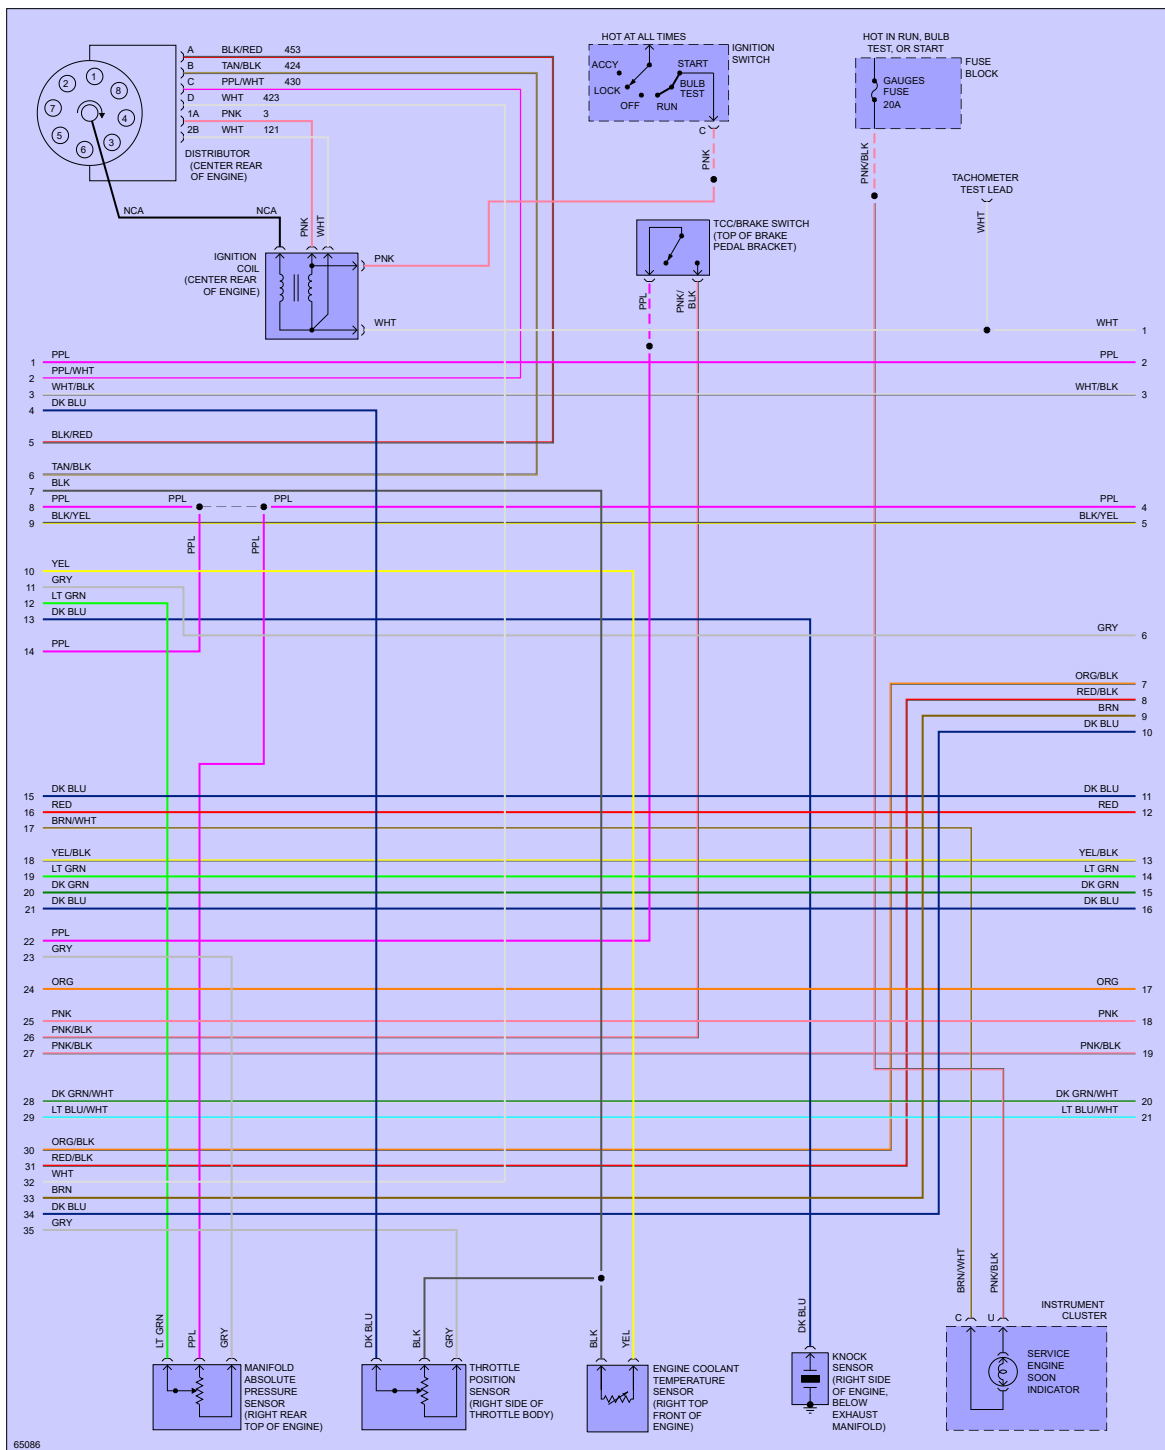 A BLK/RED 453
B TAN/BLK 424
C PPL/WHT 430
D WHT 423
1A PNK 3
2B WHT 121
1
2
8
7
4
5
3
6
DISTRIBUTOR
(CENTER REAR
OF ENGINE)
NCA
NCA
PNK
WHT
IGNITION
COIL
(CENTER REAR
OF ENGINE)
PNK
WHT
HOT AT ALL TIMES
IGNITION
SWITCH
ACCY
START
LOCK
BULB
TEST
OFF
RUN
C
PNK
HOT IN RUN, BULB
TEST, OR START
FUSE
BLOCK
GAUGES
FUSE
20A
PNK/BLK
TACHOMETER
TEST LEAD
WHT
TCC/BRAKE SWITCH
(TOP OF BRAKE
PEDAL BRACKET)
PPL
PNK/
BLK
WHT 1
1 PPL
PPL 2
2 PPL/WHT
3 WHT/BLK
WHT/BLK 3
4 DK BLU
5 BLK/RED
6 TAN/BLK
7 BLK
8 PPL
PPL
PPL
PPL 4
9 BLK/YEL
BLK/YEL 5
PPL
PPL
10 YEL
11 GRY
12 LT GRN
13 DK BLU
GRY 6
14 PPL
ORG/BLK 7
RED/BLK 8
BRN 9
DK BLU 10
15 DK BLU
DK BLU 11
16 RED
RED 12
17 BRN/WHT
18 YEL/BLK
YEL/BLK 13
19 LT GRN
LT GRN 14
20 DK GRN
DK GRN 15
21 DK BLU
DK BLU 16
22 PPL
23 GRY
24 ORG
ORG 17
25 PNK
PNK 18
26 PNK/BLK
27 PNK/BLK
PNK/BLK 19
28 DK GRN/WHT
DK GRN/WHT 20
29 LT BLU/WHT
LT BLU/WHT 21
30 ORG/BLK
31 RED/BLK
32 WHT
33 BRN
34 DK BLU
35 GRY
LT GRN
PPL
GRY
DK BLU
BLK
GRY
BLK
YEL
DK BLU
BRN/WHT
PNK/BLK
C
U
INSTRUMENT
CLUSTER
SERVICE
ENGINE
SOON
INDICATOR
MANIFOLD
ABSOLUTE
PRESSURE
SENSOR
(RIGHT REAR
TOP OF ENGINE)
THROTTLE
POSITION
SENSOR
(RIGHT SIDE OF
THROTTLE BODY)
ENGINE COOLANT
TEMPERATURE
SENSOR
(RIGHT TOP
FRONT OF
ENGINE)
KNOCK
SENSOR
(RIGHT SIDE
OF ENGINE,
BELOW
EXHAUST
MANIFOLD)
65086